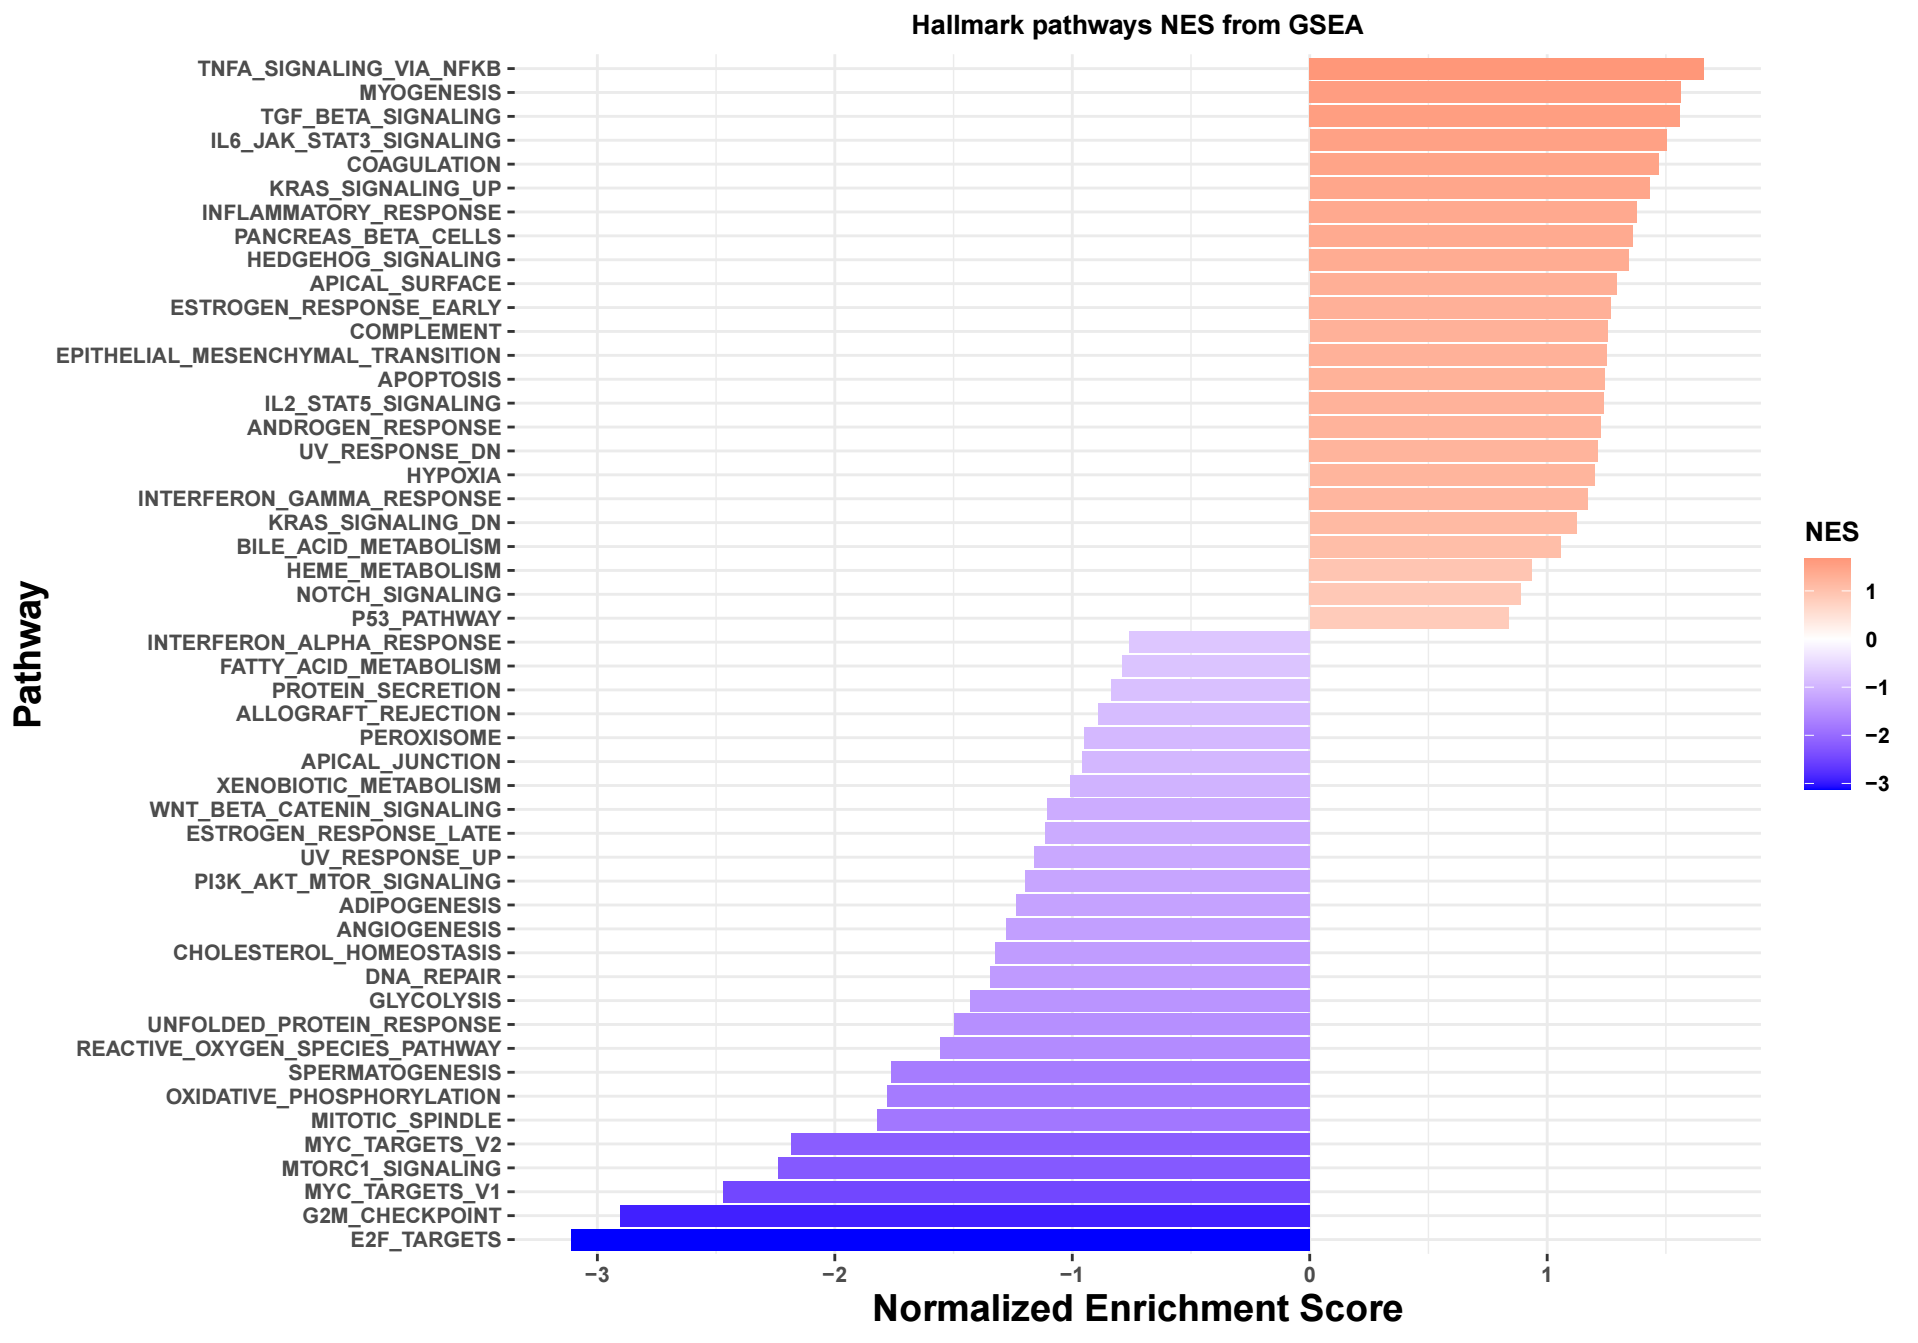 Hallmark pathways NES from GSEA
TNFA_SIGNALING_VIA_NFKB
MYOGENESIS
TGF_BETA_SIGNALING
IL6_JAK_STAT3_SIGNALING
COAGULATION
KRAS_SIGNALING_UP
INFLAMMATORY_RESPONSE
PANCREAS_BETA_CELLS
HEDGEHOG_SIGNALING
APICAL_SURFACE
ESTROGEN_RESPONSE_EARLY
COMPLEMENT
EPITHELIAL_MESENCHYMAL_TRANSITION
APOPTOSIS
IL2_STAT5_SIGNALING
ANDROGEN_RESPONSE
UV_RESPONSE_DN
HYPOXIA
INTERFERON_GAMMA_RESPONSE
KRAS_SIGNALING_DN
BILE_ACID_METABOLISM
HEME_METABOLISM
NOTCH_SIGNALING
P53_PATHWAY
INTERFERON_ALPHA_RESPONSE
FATTY_ACID_METABOLISM
PROTEIN_SECRETION
ALLOGRAFT_REJECTION
PEROXISOME
APICAL_JUNCTION
XENOBIOTIC_METABOLISM
WNT_BETA_CATENIN_SIGNALING
ESTROGEN_RESPONSE_LATE
UV_RESPONSE_UP
PI3K_AKT_MTOR_SIGNALING
ADIPOGENESIS
ANGIOGENESIS
CHOLESTEROL_HOMEOSTASIS
DNA_REPAIR
GLYCOLYSIS
UNFOLDED_PROTEIN_RESPONSE
REACTIVE_OXYGEN_SPECIES_PATHWAY
SPERMATOGENESIS
OXIDATIVE_PHOSPHORYLATION
MITOTIC_SPINDLE
MYC_TARGETS_V2
MTORC1_SIGNALING
MYC_TARGETS_V1
G2M_CHECKPOINT
E2F_TARGETS
Pathway
−3 −2 −1 0 1
Normalized Enrichment Score
NES
1
0
−1
−2
−3